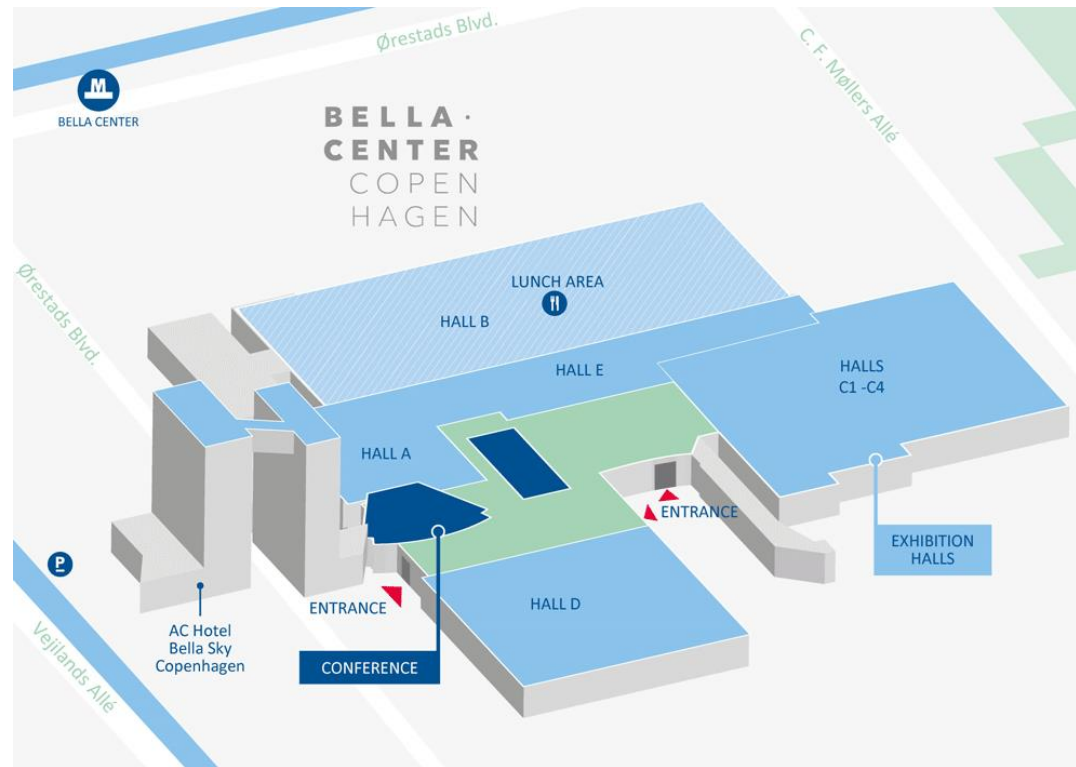 Ørestads Blvd.
C. F. Møllers Allé
M
BELLA CENTER
BELLA ·
CENTER
COPEN
HAGEN
Ørestads Blvd.
LUNCH AREA
HALL B
HALL E
HALLS
C1 -C4
HALL A
ENTRANCE
EXHIBITION
HALLS
P
HALL D
ENTRANCE
AC Hotel
Bella Sky
Copenhagen
CONFERENCE
Vejlands Allé